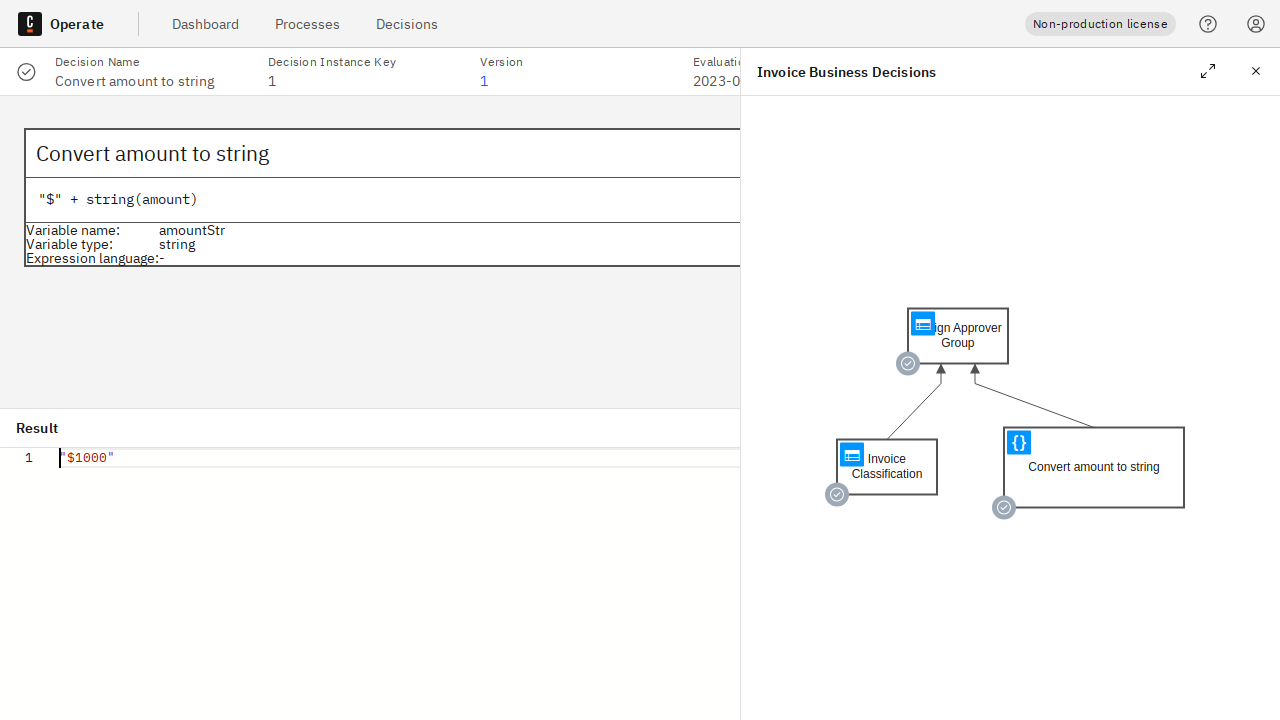 Operate
Dashboard
Processes
Decisions
Non-production license
Decision Name
Convert amount to string
Decision Instance Key
1
Version
1
2023-0
Invoice Business Decisions
Convert amount to string
"$" + string(amount)
Variable name: amountStr
Variable type: string
Expression language: -
Result
1 "$1000"
Approver
Group
Invoice
Classification
{}
Convert amount to string